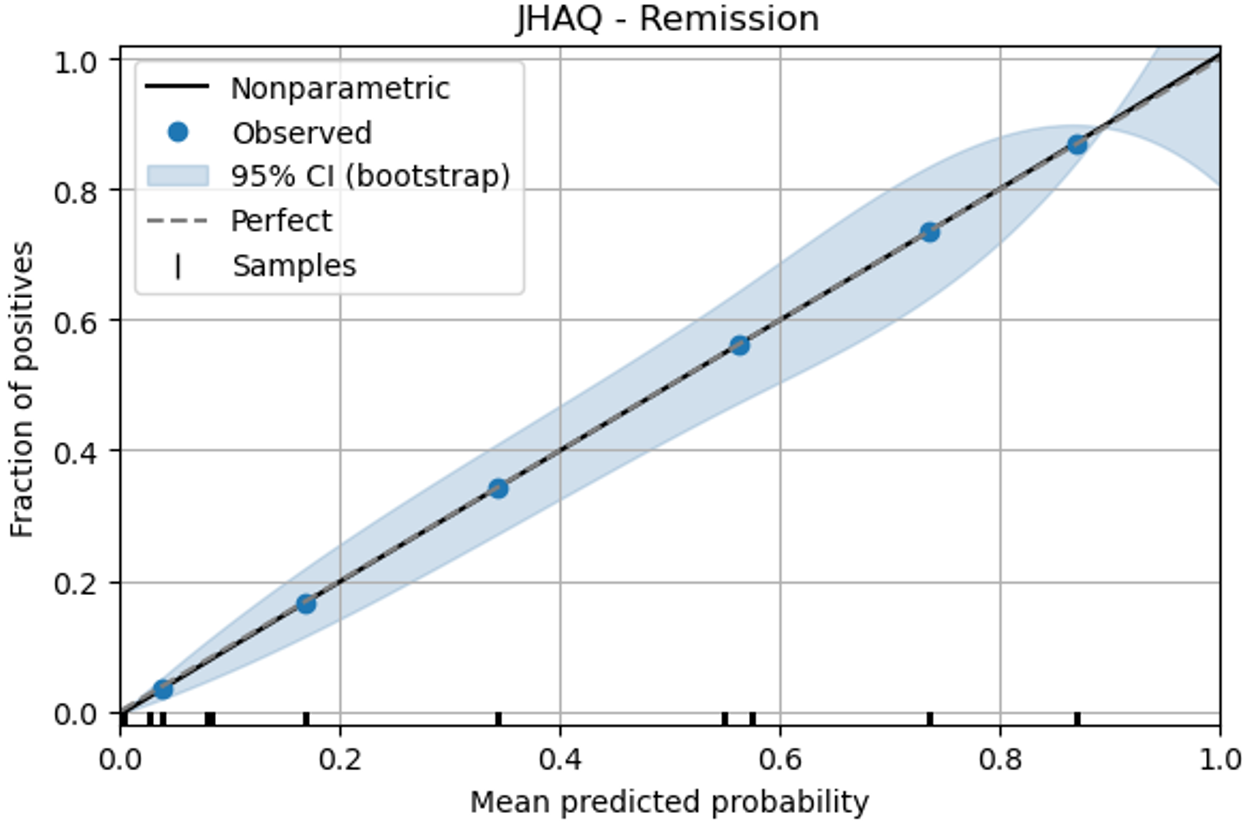 JHAQ - Remission
1.0
0.8
0.6
0.4
0.2
0.0
Fraction of positives
Nonparametric
Observed
95% CI (bootstrap)
Perfect
Samples
0.0 0.2 0.4 0.6 0.8 1.0
Mean predicted probability